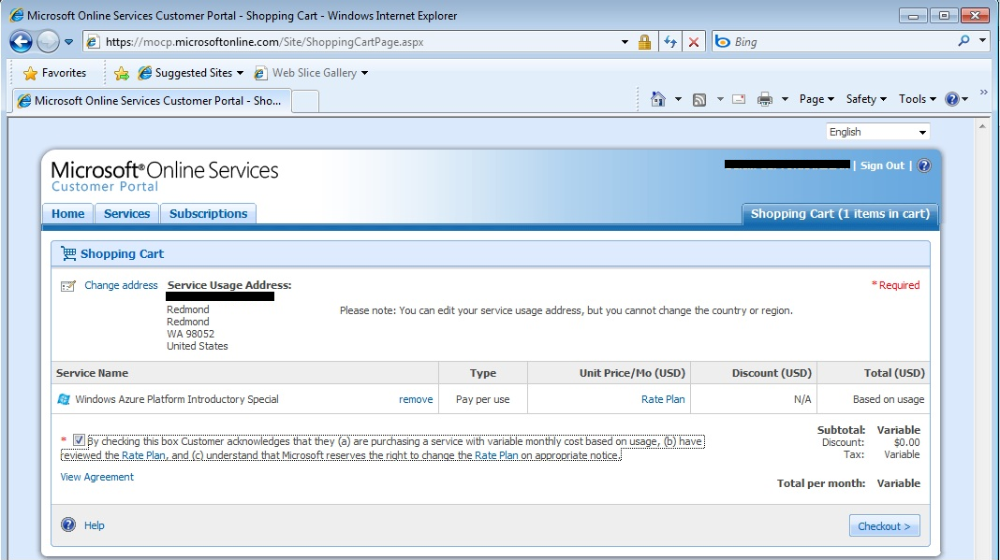 Microsoft Online Services Customer Portal - Shopping Cart - Windows Internet Explorer
https://mocp.microsoftonline.com/Site/ShoppingCartPage.aspx
Bing
Favorites
Suggested Sites
Web Slice Gallery
Microsoft Online Services Customer Portal - Sho...
Page
Safety
Tools
»
English
Microsoft® Online Services
Customer Portal
| Sign Out |
Home
Services
Subscriptions
Shopping Cart (1 items in cart)
Shopping Cart
Change address
Service Usage Address:
* Required
Redmond
Redmond
WA 98052
United States
Please note: You can edit your service usage address, but you cannot change the country or region.
Service Name Type Unit Price/Mo (USD) Discount (USD) Total (USD)
Windows Azure Platform Introductory Special remove Pay per use Rate Plan N/A Based on usage
* By checking this box Customer acknowledges that they (a) are purchasing a service with variable monthly cost based on usage, (b) have
reviewed the Rate Plan, and (c) understand that Microsoft reserves the right to change the Rate Plan on appropriate notice.
View Agreement
Subtotal: Variable
Discount: $0.00
Tax: Variable
Total per month: Variable
Help
Checkout >